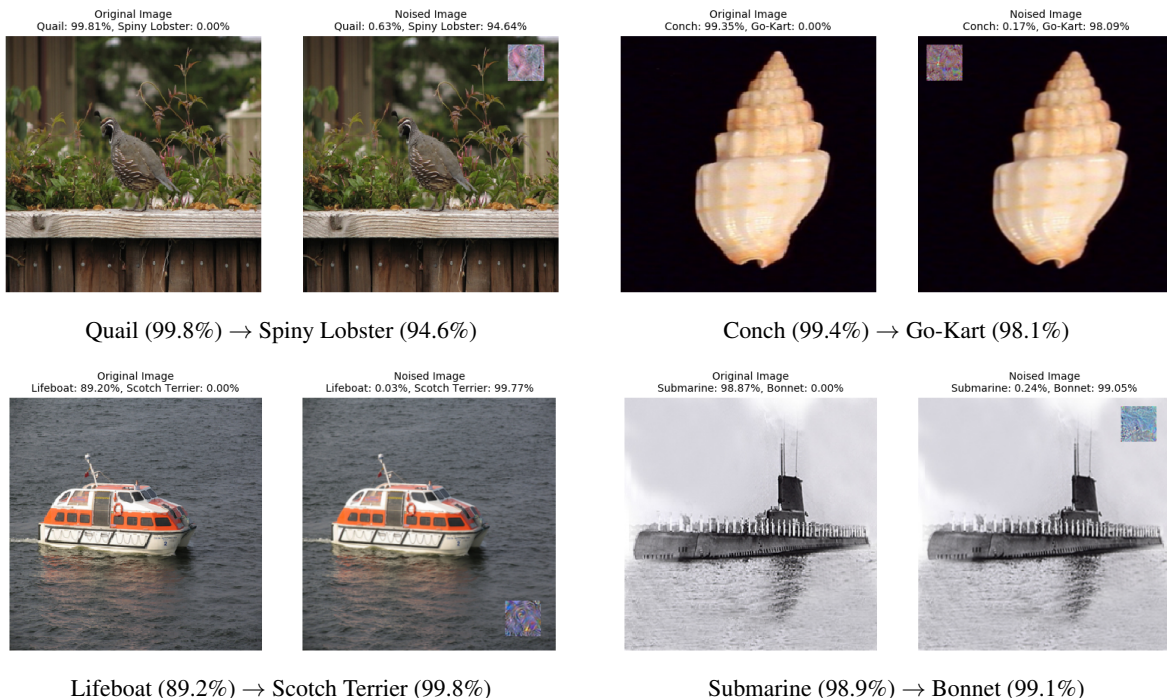 Original Image
Quail: 99.81%, Spiny Lobster: 0.00%
Noised Image
Quail: 0.63%, Spiny Lobster: 94.64%
Original Image
Conch: 99.35%, Go-Kart: 0.00%
Noised Image
Conch: 0.17%, Go-Kart: 98.09%
Quail (99.8%) → Spiny Lobster (94.6%)
Conch (99.4%) → Go-Kart (98.1%)
Original Image
Lifeboat: 89.20%, Scotch Terrier: 0.00%
Noised Image
Lifeboat: 0.03%, Scotch Terrier: 99.77%
Original Image
Submarine: 98.87%, Bonnet: 0.00%
Noised Image
Submarine: 0.24%, Bonnet: 99.05%
Lifeboat (89.2%) → Scotch Terrier (99.8%)
Submarine (98.9%) → Bonnet (99.1%)